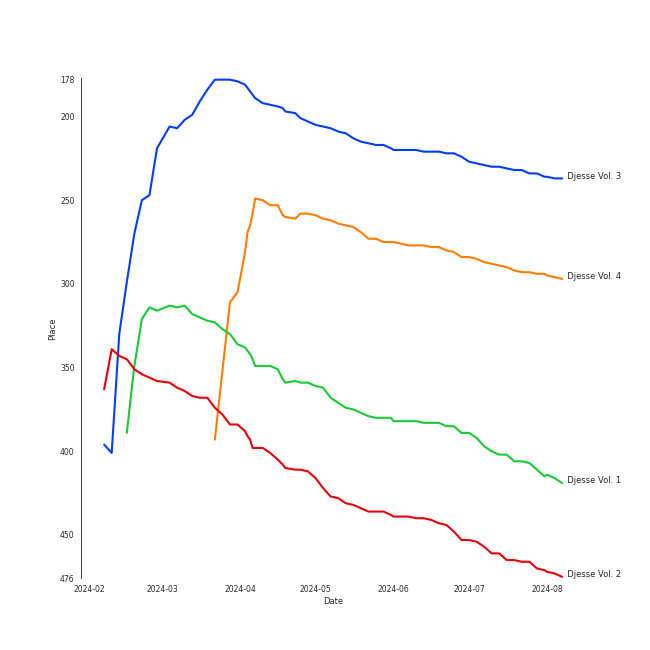 178
200
250
300
350
400
450
476
Place
2024-02
2024-03
2024-04
2024-05
2024-06
2024-07
2024-08
Date
Djesse Vol. 3
Djesse Vol. 4
Djesse Vol. 1
Djesse Vol. 2